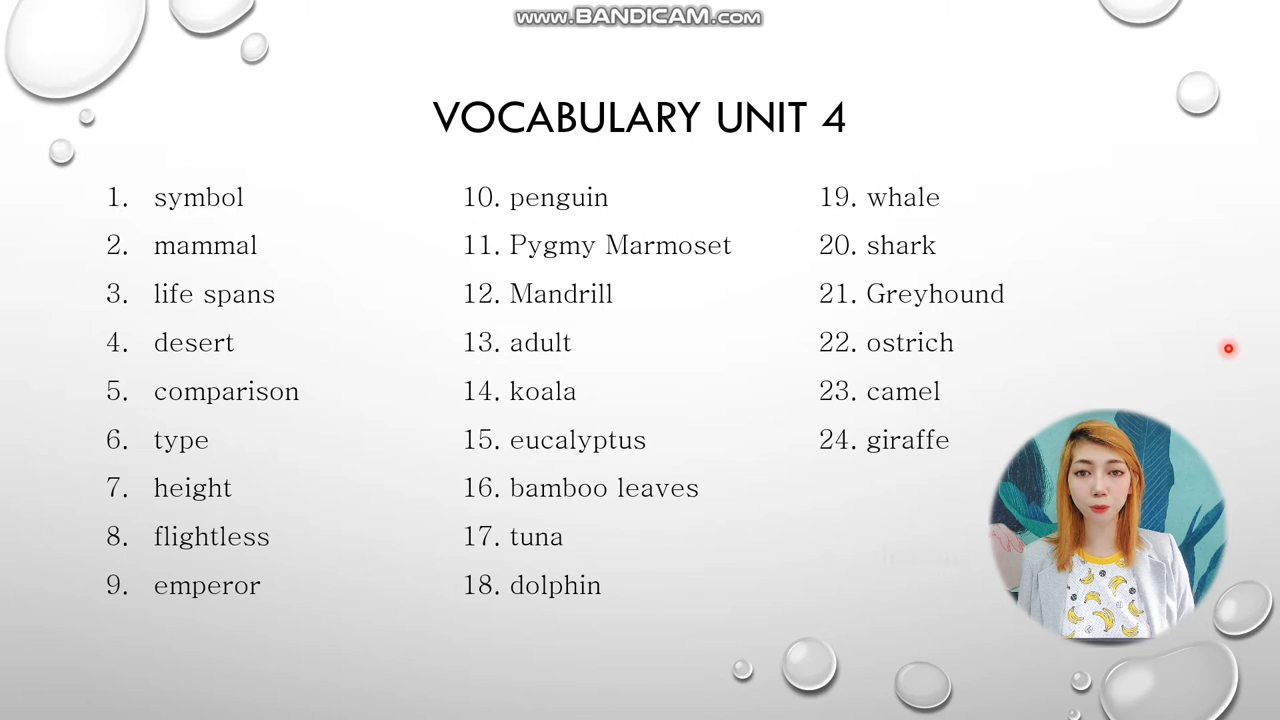 www.BANDICAM.com
VOCABULARY UNIT 4
1. symbol
2. mammal
3. life spans
4. desert
5. comparison
6. type
7. height
8. flightless
9. emperor
10. penguin
11. Pygmy Marmoset
12. Mandrill
13. adult
14. koala
15. eucalyptus
16. bamboo leaves
17. tuna
18. dolphin
19. whale
20. shark
21. Greyhound
22. ostrich
23. camel
24. giraffe